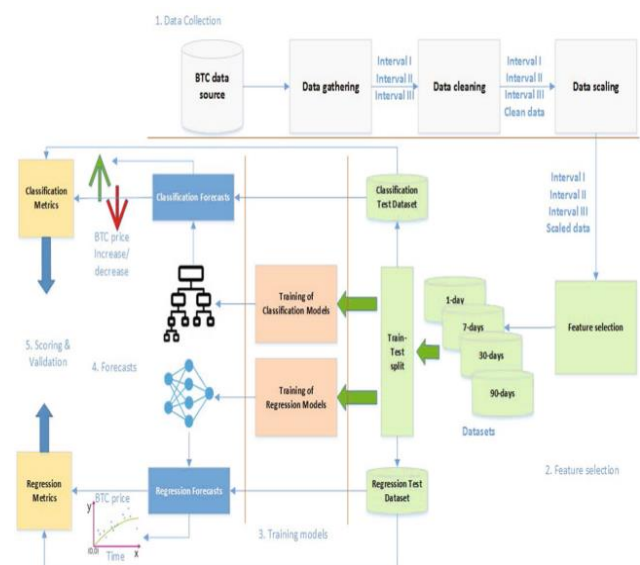 1. Data Collection
BTC data
source
Data gathering
Interval I
Interval II
Interval III
Data cleaning
Interval I
Interval II
Interval III
Clean data
Data scaling
Classification
Metrics
BTC price
Increase/
decrease
Classification Forecasts
Classification
Test Dataset
Interval I
Interval II
Interval III
Scaled data
Training of
Classification Models
Train-
Test
split
1-day
7-days
30-days
90-days
Datasets
Feature selection
5. Scoring &
Validation
4. Forecasts
Training of
Regression Models
2. Feature selection
Regression
Metrics
BTC price
y
(0,0)
x
Time
Regression Forecasts
Regression Test
Dataset
3. Training models